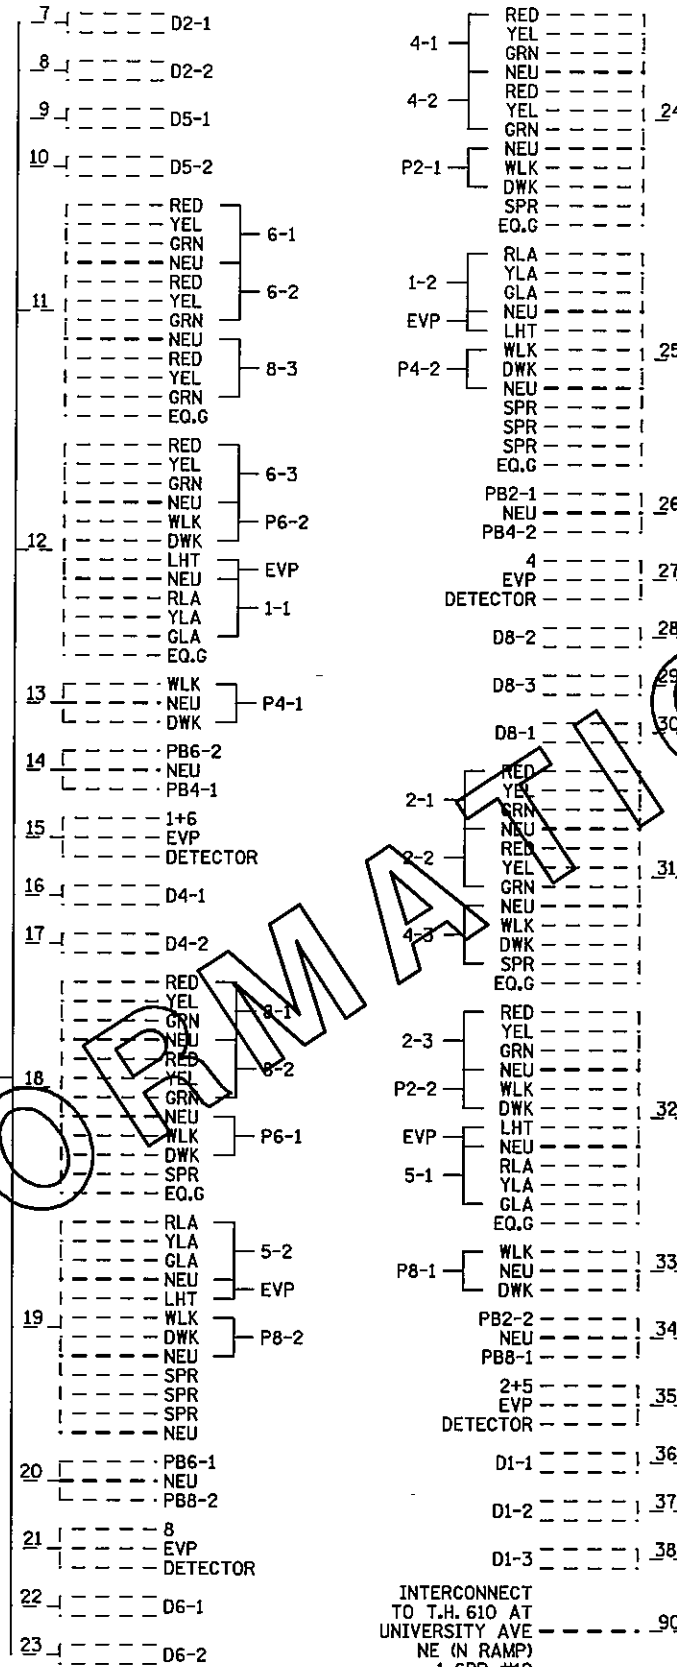 7 D2-1
8 D2-2
9 D5-1
10 D5-2
11
RED
YEL
GRN
NEU
6-1
RED
YEL
GRN
6-2
NEU
RED
YEL
GRN
8-3
EQ.G
12
RED
YEL
GRN
6-3
NEU
WLK
DWK
P6-2
LHT
NEU
EVP
RLA
YLA
GLA
1-1
EQ.G
13
WLK
NEU
DWK
P4-1
14
PB6-2
NEU
PB4-1
15
1+6
EVP
DETECTOR
16 D4-1
17 D4-2
18
RED
YEL
GRN
NEU
8-1
RED
YEL
GRN
8-2
NEU
WLK
DWK
P6-1
SPR
EQ.G
19
RLA
YLA
GLA
5-2
NEU
LHT
EVP
WLK
DWK
NEU
P8-2
SPR
SPR
SPR
NEU
20
PB6-1
NEU
PB8-2
21
8
EVP
DETECTOR
22 D6-1
23 D6-2
4-1
RED
YEL
GRN
NEU
4-2
RED
YEL
GRN
24
P2-1
NEU
WLK
DWK
SPR
EQ.G
1-2
RLA
YLA
GLA
NEU
EVP
LHT
P4-2
WLK
DWK
NEU
25
SPR
SPR
SPR
EQ.G
PB2-1
NEU
PB4-2
26
4
EVP
DETECTOR
27
D8-2 28
D8-3 29
D8-1 30
2-1
RED
YEL
GRN
NEU
2-2
RED
YEL
GRN
31
4-3
NEU
WLK
DWK
SPR
EQ.G
2-3
RED
YEL
GRN
NEU
P2-2
WLK
DWK
32
EVP
LHT
NEU
5-1
RLA
YLA
GLA
EQ.G
P8-1
WLK
NEU
DWK
33
PB2-2
NEU
PB8-1
34
2+5
EVP
DETECTOR
35
D1-1 36
D1-2 37
D1-3 38
INTERCONNECT
TO T.H. 610 AT
UNIVERSITY AVE
NE (N RAMP)
90
ORMATIO